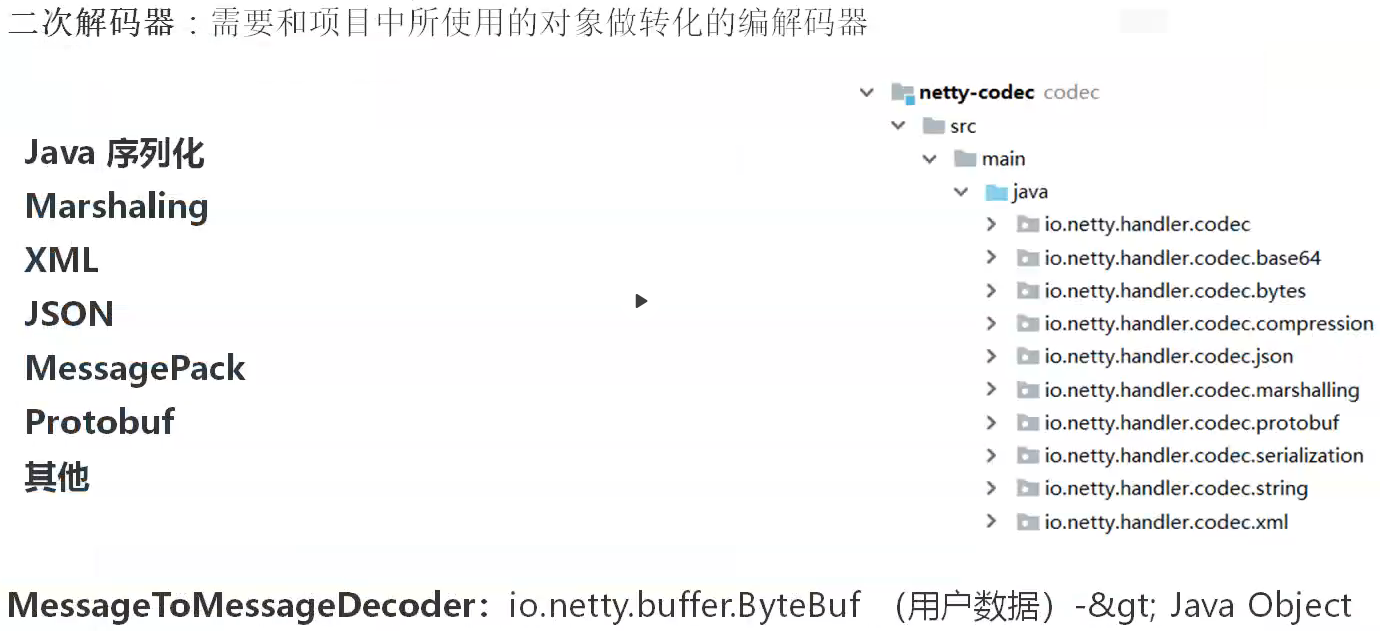 二次解码器：需要和项目中所使用的对象做转化的编解码器
Java 序列化
Marshaling
XML
JSON
MessagePack
Protobuf
其他
netty-codec codec
src
main
java
io.netty.handler.codec
io.netty.handler.codec.base64
io.netty.handler.codec.bytes
io.netty.handler.codec.compression
io.netty.handler.codec.json
io.netty.handler.codec.marshalling
io.netty.handler.codec.protobuf
io.netty.handler.codec.serialization
io.netty.handler.codec.string
io.netty.handler.codec.xml
MessageToMessageDecoder：io.netty.buffer.ByteBuf （用户数据）-&gt; Java Object